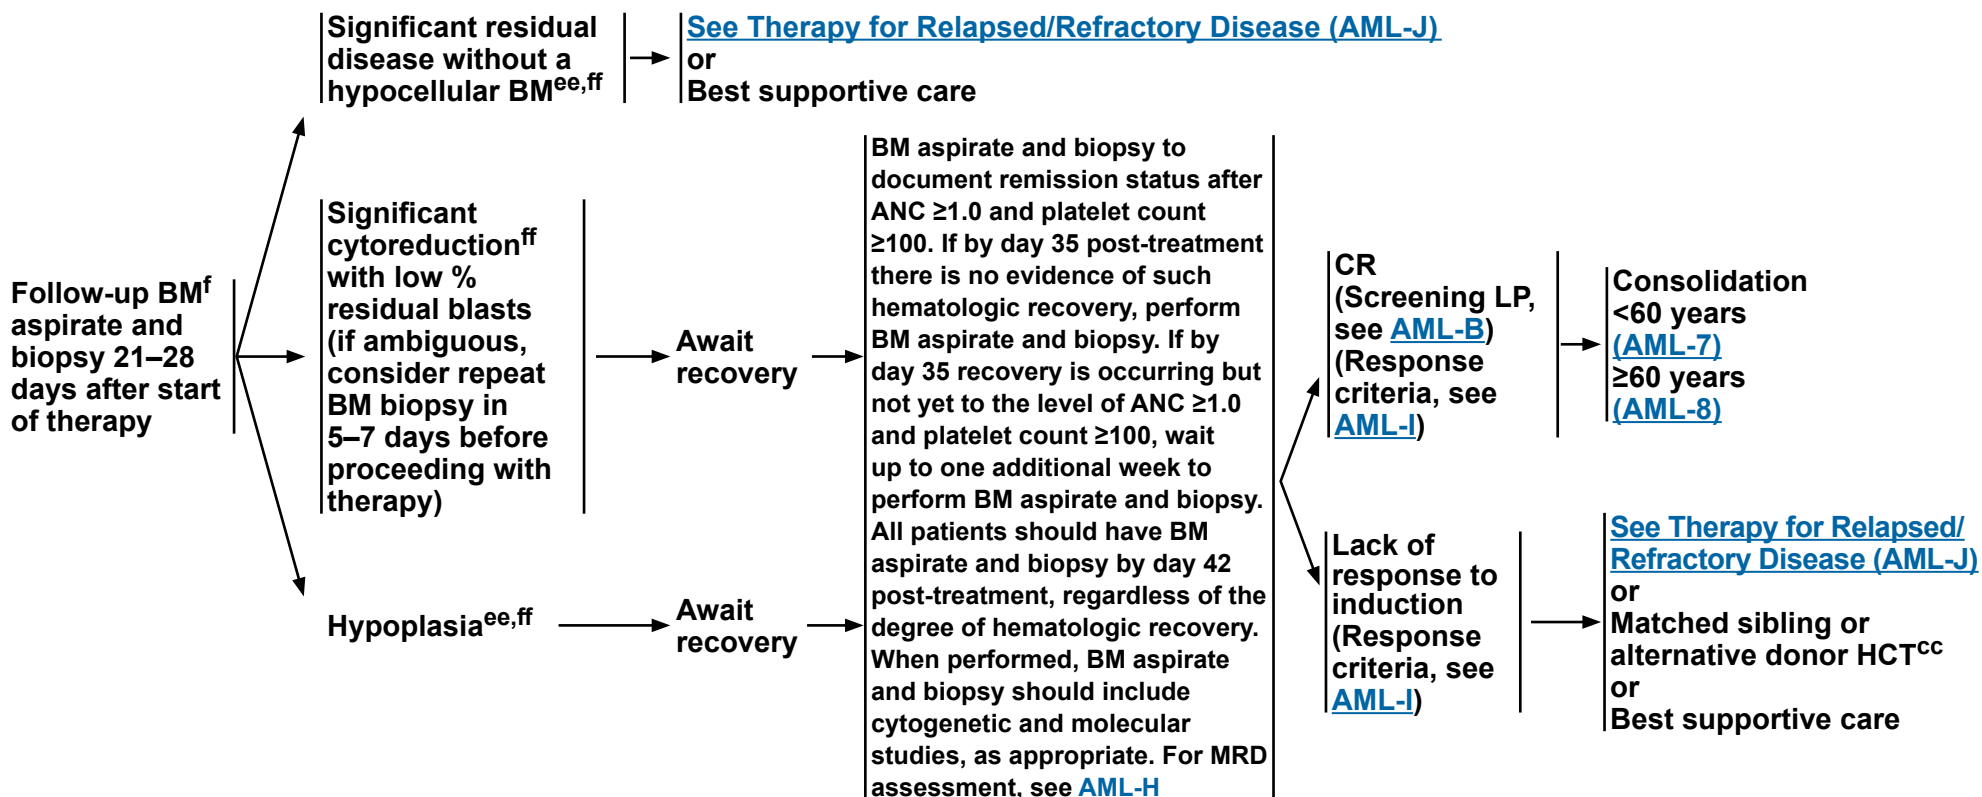 Follow-up BMf
aspirate and
biopsy 21–28
days after start
of therapy
Significant residual
disease without a
hypocellular BMee,ff
See Therapy for Relapsed/Refractory Disease (AML-J)
or
Best supportive care
Significant
cytoreductionff
with low %
residual blasts
(if ambiguous,
consider repeat
BM biopsy in
5–7 days before
proceeding with
therapy)
Await
recovery
Hypoplasiaee,ff
Await
recovery
BM aspirate and biopsy to
document remission status after
ANC ≥1.0 and platelet count
≥100. If by day 35 post-treatment
there is no evidence of such
hematologic recovery, perform
BM aspirate and biopsy. If by
day 35 recovery is occurring but
not yet to the level of ANC ≥1.0
and platelet count ≥100, wait
up to one additional week to
perform BM aspirate and biopsy.
All patients should have BM
aspirate and biopsy by day 42
post-treatment, regardless of the
degree of hematologic recovery.
When performed, BM aspirate
and biopsy should include
cytogenetic and molecular
studies, as appropriate. For MRD
assessment, see AML-H
CR
(Screening LP,
see AML-B)
(Response
criteria, see
AML-I)
Consolidation
<60 years
(AML-7)
≥60 years
(AML-8)
Lack of
response to
induction
(Response
criteria, see
AML-I)
See Therapy for Relapsed/
Refractory Disease (AML-J)
or
Matched sibling or
alternative donor HCTcc
or
Best supportive care